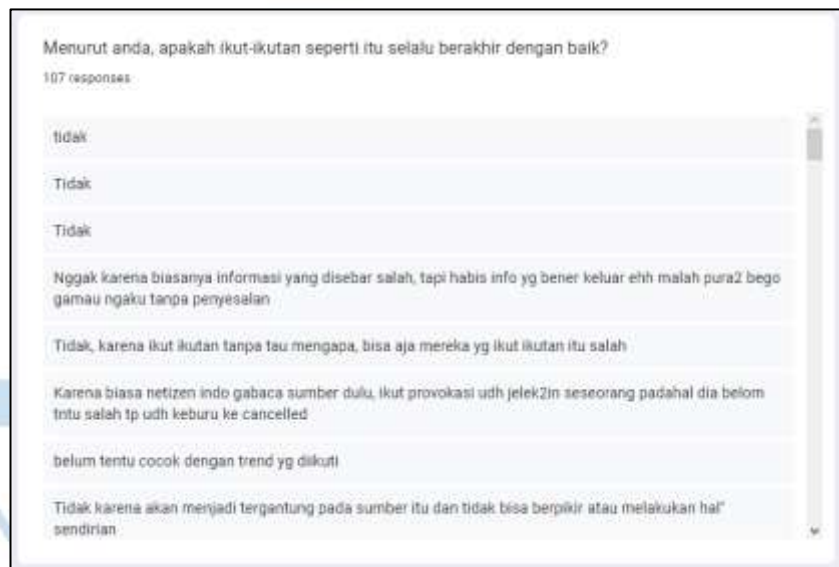 Menurut anda, apakah ikut-ikutan seperti itu selalu berakhir dengan baik?
107 responses
tidak
Tidak
Tidak
Nggak karena biasanya informasi yang disebar salah, tapi habis info yg bener keluar ehh malah pura2 bego
gamau ngaku tanpa penyesalan
Tidak, karena ikut ikutan tanpa tau mengapa, bisa aja mereka yg ikut ikutan itu salah
Karena biasa netizen indo gabaca sumber dulu, ikut provokasi udh jelek2in seseorang padahal dia belom
tntu salah tp udh keburu ke cancelled
belum tentu cocok dengan trend yg diikuti
Tidak karena akan menjadi tergantung pada sumber itu dan tidak bisa berpikir atau melakukan hal"
sendirian